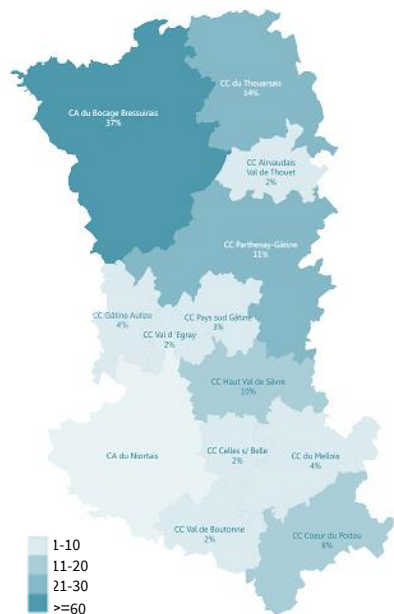 CC du Thouarsais
14%
CA du Bocage Bressuirais
37%
CC Airvaudais
Val de Thouet
2%
CC Parthenay-Gâtine
11%
CC Gâtine Autize
4%
CC Pays sud Gâtine
3%
CC Val d 'Egray
2%
CC Haut Val de Sèvre
10%
CC Celles s/ Belle
2%
CA du Niortais
CC du Mellois
4%
CC Val de Boutonne
2%
CC Coeur du Poitou
8%
1-10
11-20
21-30
>=60